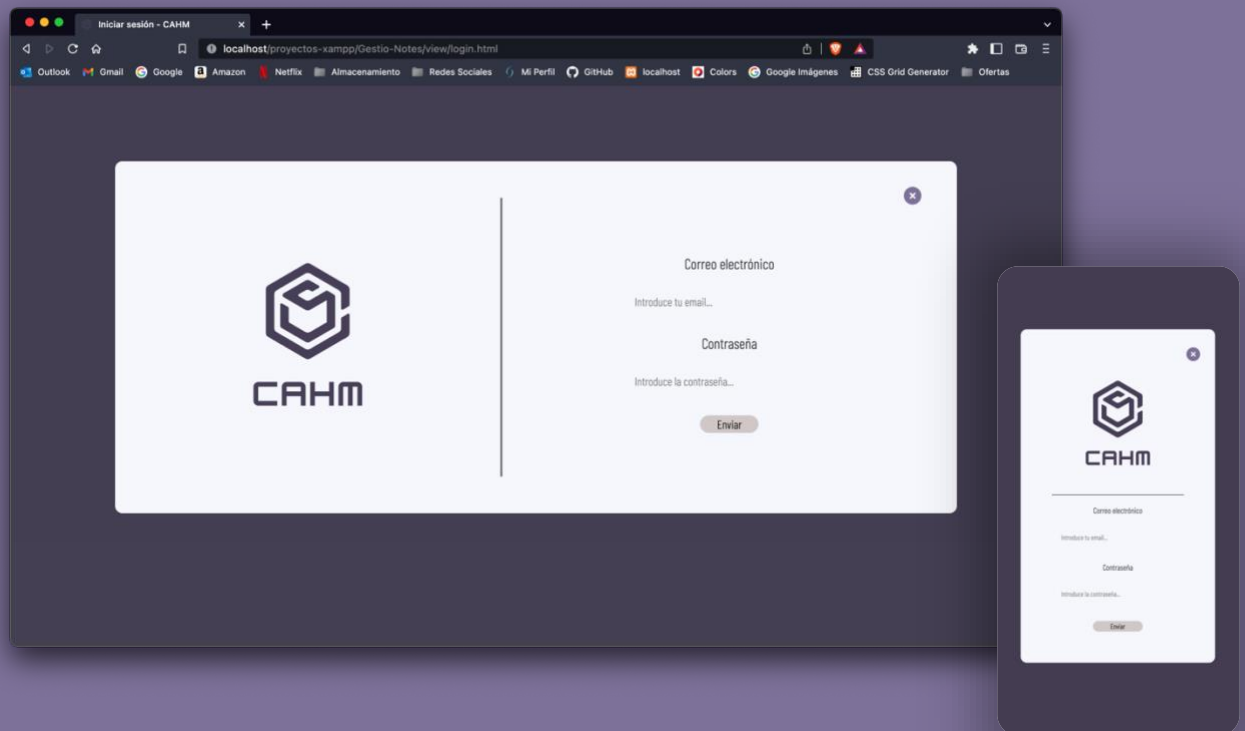 Iniciar sesión - CAHM
localhost/proyectos-xampp/Gestio-Notes/view/login.html
Outlook Gmail Google Amazon Netflix Almacenamiento Redes Sociales Mi Perfil GitHub localhost Colors Google Imágenes CSS Grid Generator Ofertas
CAHM
Correo electrónico
Introduce tu email...
Contraseña
Introduce la contraseña...
Enviar
CAHM
Correo electrónico
Introduce tu email...
Contraseña
Introduce la contraseña...
Enviar